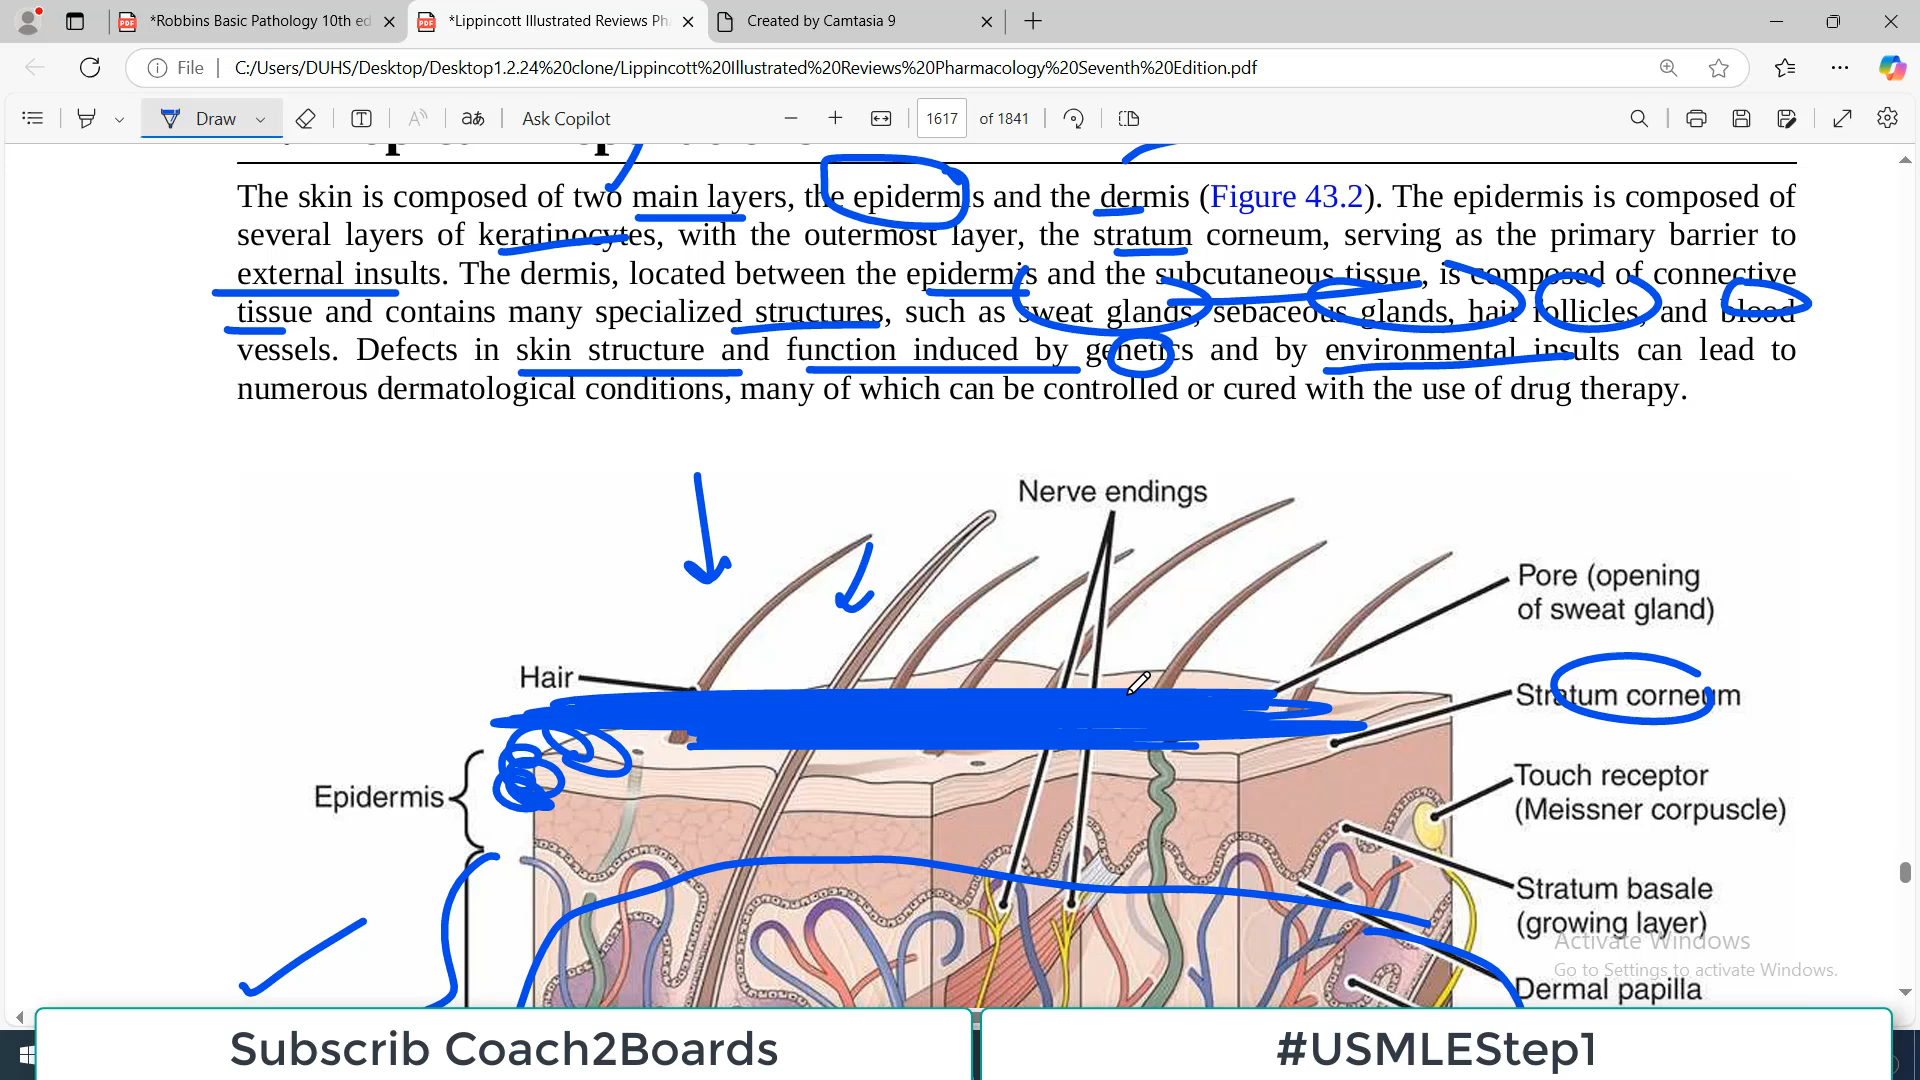 *Robbins Basic Pathology 10th ed
*Lippincott Illustrated Reviews Ph
Created by Camtasia 9
File
C:/Users/DUHS/Desktop/Desktop1.2.24%20clone/Lippincott%20Illustrated%20Reviews%20Pharmacology%20Seventh%20Edition.pdf
Draw
Ask Copilot
1617 of 1841
The skin is composed of two main layers, the epidermis and the dermis (Figure 43.2). The epidermis is composed of
several layers of keratinocytes, with the outermost layer, the stratum corneum, serving as the primary barrier to
external insults. The dermis, located between the epidermis and the subcutaneous tissue, is composed of connective
tissue and contains many specialized structures, such as sweat glands, sebaceous glands, hair follicles, and blood
vessels. Defects in skin structure and function induced by genetics and by environmental insults can lead to
numerous dermatological conditions, many of which can be controlled or cured with the use of drug therapy.
Nerve endings
Pore (opening
of sweat gland)
Hair
Stratum corneum
Touch receptor
(Meissner corpuscle)
Epidermis
Stratum basale
(growing layer)
Activate Windows
Go to Settings to activate Windows.
Dermal papilla
Subscrib Coach2Boards
#USMLEStep1